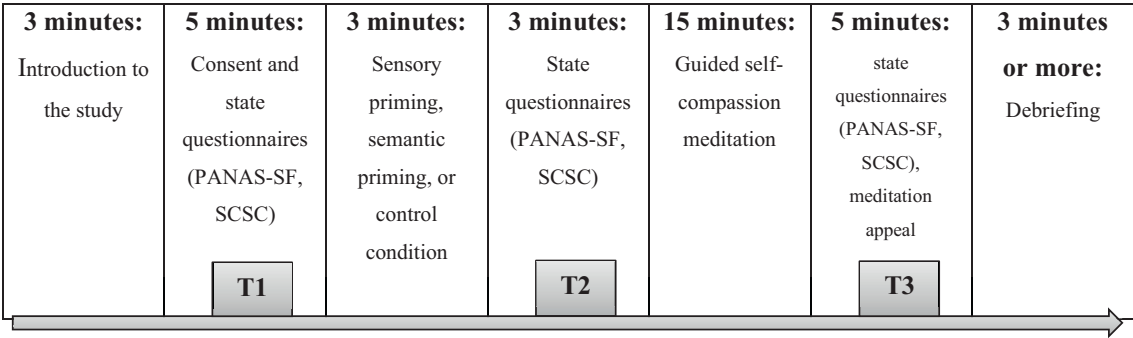 3 minutes:
Introduction to
the study
5 minutes:
Consent and
state
questionnaires
(PANAS-SF,
SCSC)
T1
3 minutes:
Sensory
priming,
semantic
priming, or
control
condition
3 minutes:
State
questionnaires
(PANAS-SF,
SCSC)
T2
15 minutes:
Guided self-
compassion
meditation
5 minutes:
state
questionnaires
(PANAS-SF,
SCSC),
meditation
appeal
T3
3 minutes
or more:
Debriefing